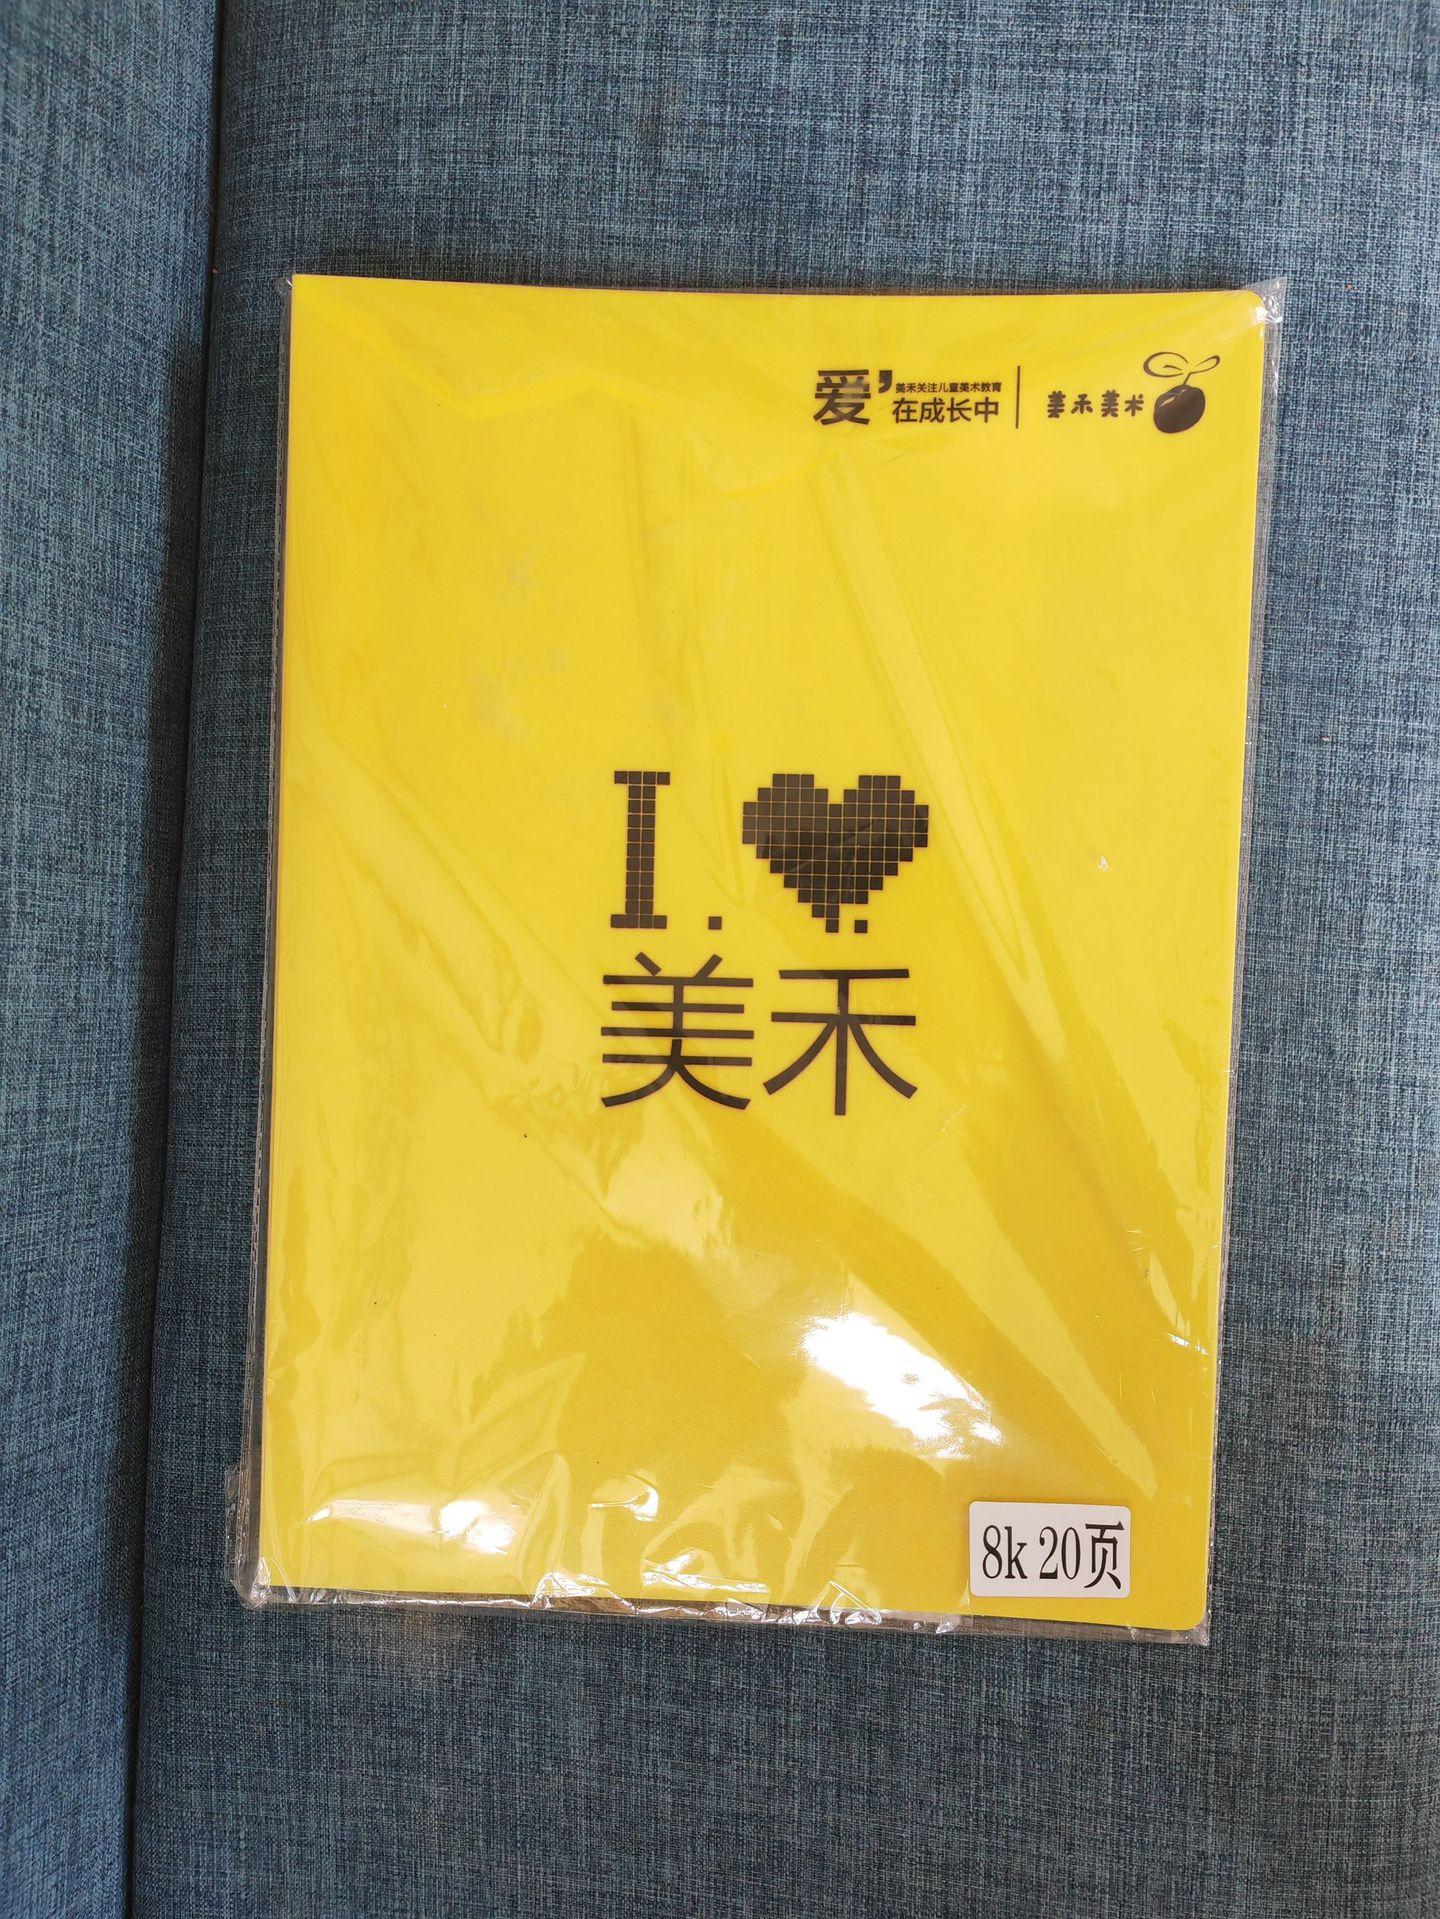 爱’
美禾关注儿童美术教育
在成长中
美禾美术
I.♥.
美禾
8k 20页